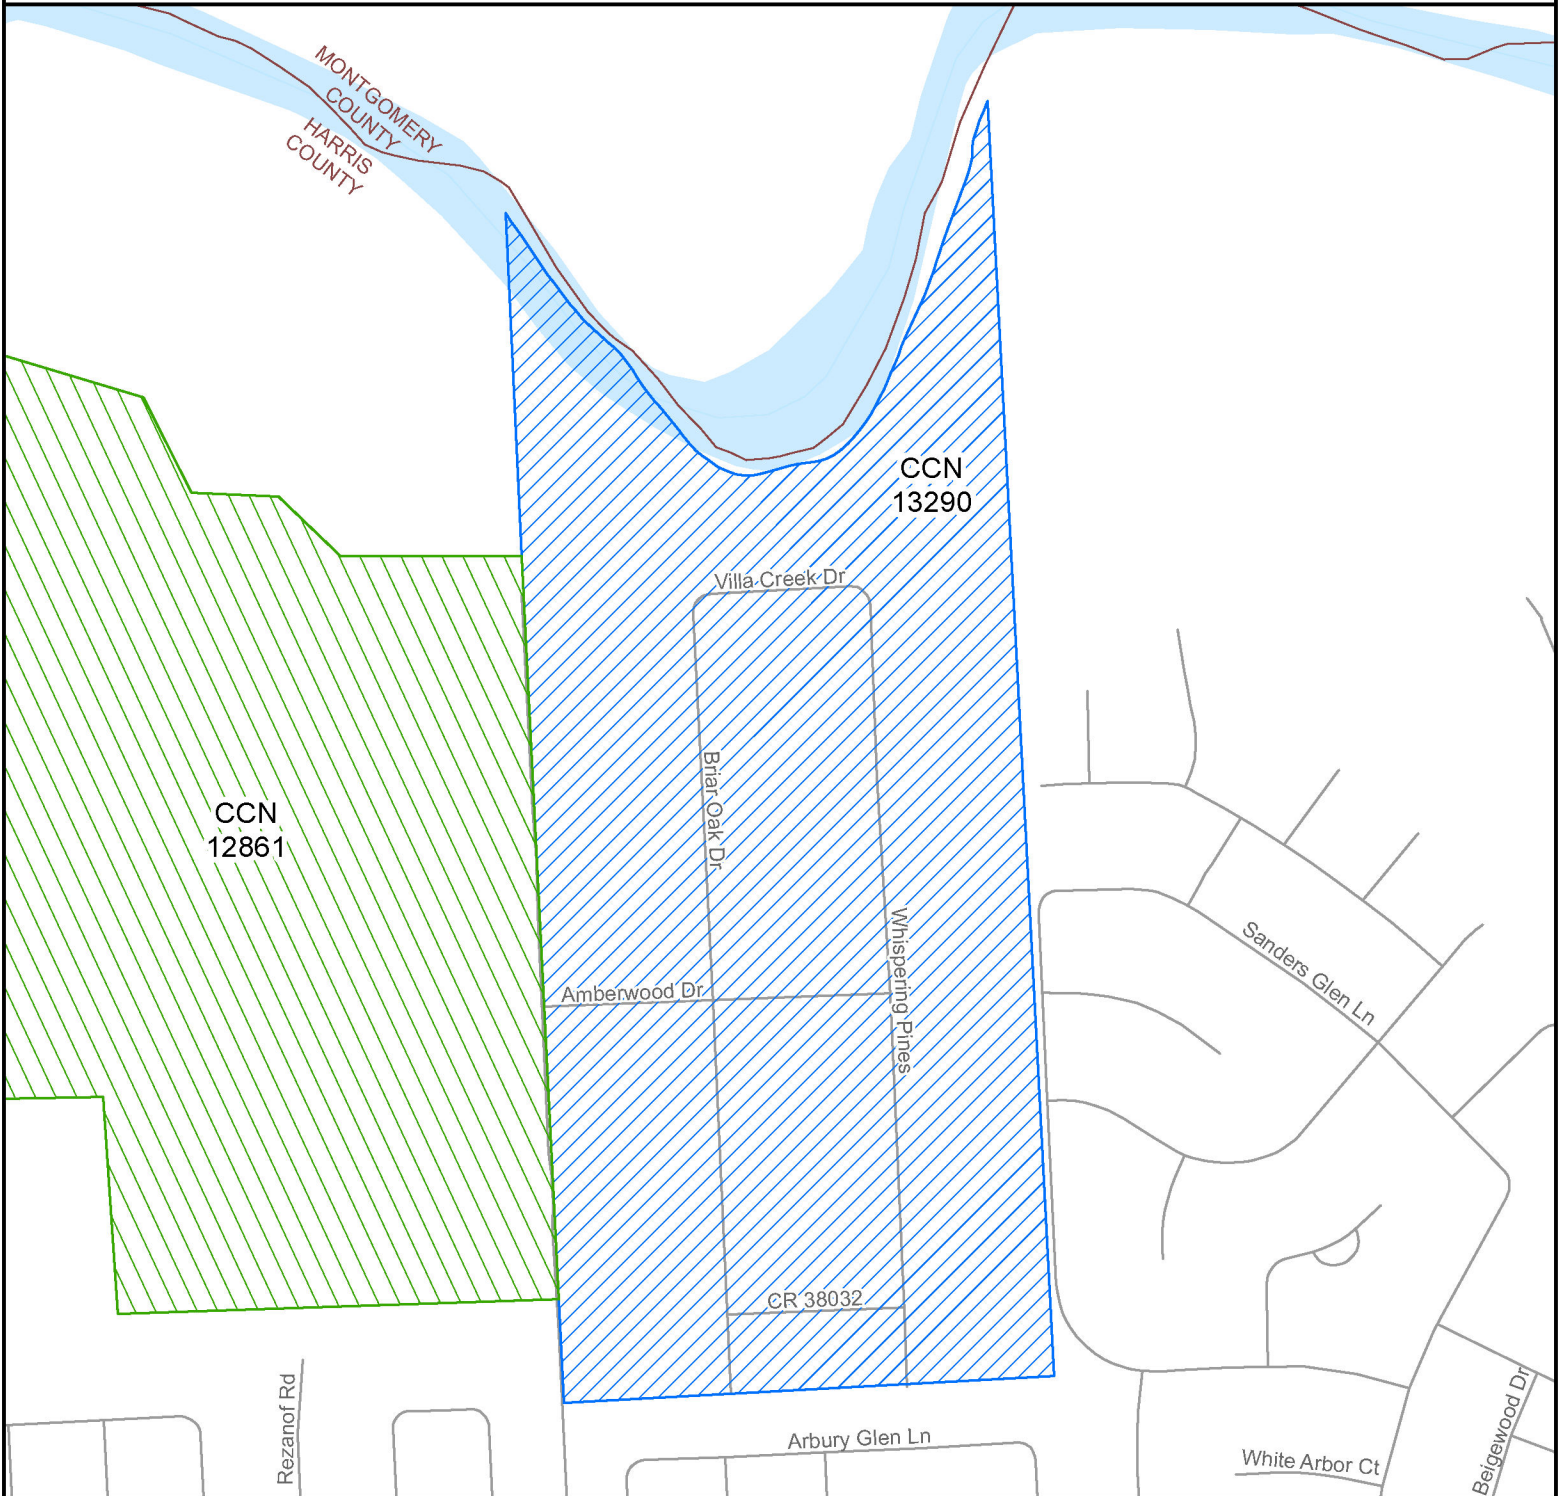 MONTGOMERY
COUNTY
HARRIS
COUNTY
CCN
13290
Villa Creek Dr
Briar Oak Dr
CCN
12861
Whispering Pines
Amberwood Dr
Sanders Glen Ln
CR 38032
Rezanof Rd
Arbury Glen Ln
White Arbor Ct
Beigewood Dr